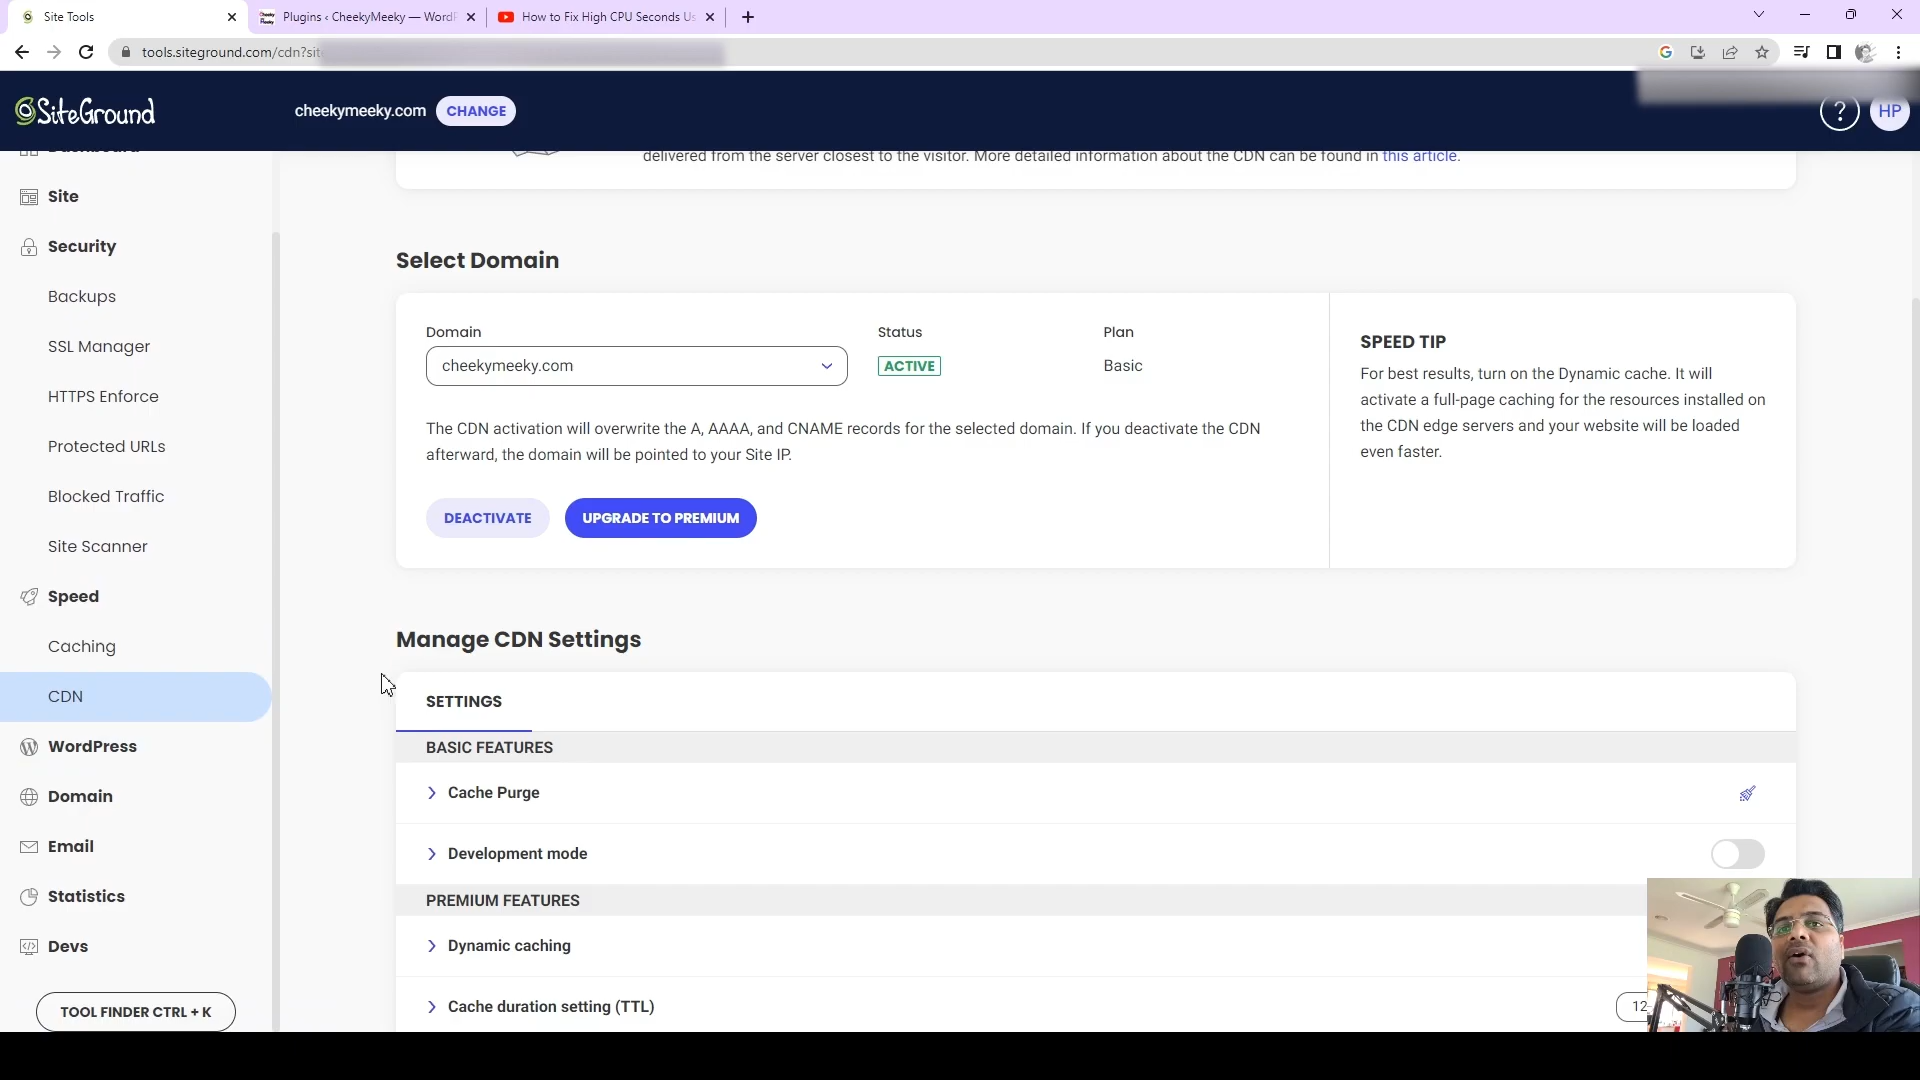 Site Tools
Plugins ‹ CheekyMeeky — WordP
How to Fix High CPU Seconds Us
tools.siteground.com/cdn?sit
SiteGround
cheekymeeky.com
CHANGE
?
HP
Dashboard
Site
Security
Backups
SSL Manager
HTTPS Enforce
Protected URLs
Blocked Traffic
Site Scanner
Speed
Caching
CDN
WordPress
Domain
Email
Statistics
Devs
TOOL FINDER CTRL + K
delivered from the server closest to the visitor. More detailed information about the CDN can be found in this article.
Select Domain
Domain
cheekymeeky.com
Status
ACTIVE
Plan
Basic
The CDN activation will overwrite the A, AAAA, and CNAME records for the selected domain. If you deactivate the CDN
afterward, the domain will be pointed to your Site IP.
DEACTIVATE
UPGRADE TO PREMIUM
SPEED TIP
For best results, turn on the Dynamic cache. It will
activate a full-page caching for the resources installed on
the CDN edge servers and your website will be loaded
even faster.
Manage CDN Settings
SETTINGS
BASIC FEATURES
Cache Purge
Development mode
PREMIUM FEATURES
Dynamic caching
Cache duration setting (TTL)
12